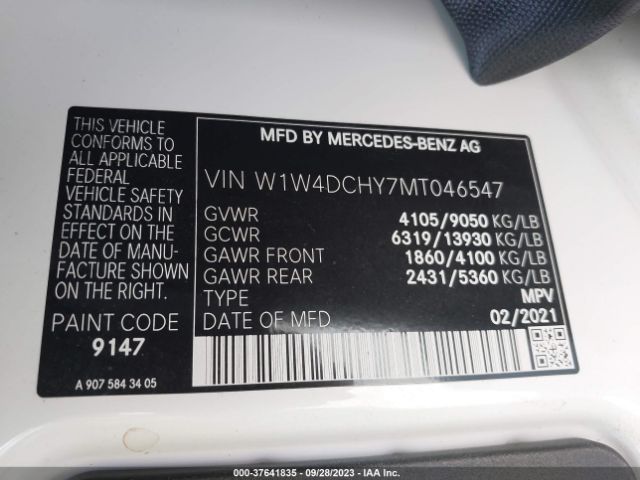 THIS VEHICLE
CONFORMS TO
ALL APPLICABLE
FEDERAL
VEHICLE SAFETY
STANDARDS IN
EFFECT ON THE
DATE OF MANU-
FACTURE SHOWN
TO THE RIGHT.
PAINT CODE
9147
A 907 584 34 05
MFD BY MERCEDES-BENZ AG
VIN W1W4DCHY7MT046547
GVWR 4105/9050 KG/LB
GCWR 6319/13930 KG/LB
GAWR FRONT 1860/4100 KG/LB
GAWR REAR 2431/5360 KG/LB
TYPE MPV
DATE OF MFD 02/2021
000-37641835 - 09/28/2023 - IAA Inc.